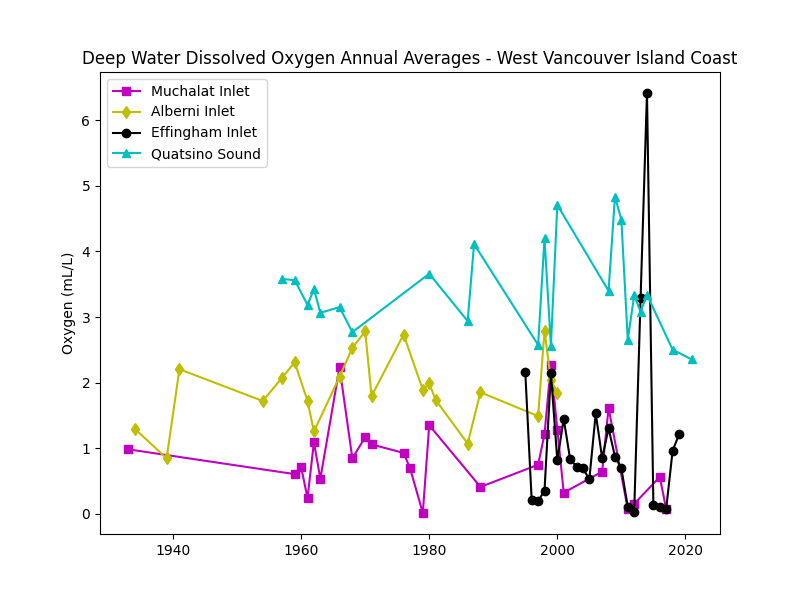 Deep Water Dissolved Oxygen Annual Averages - West Vancouver Island Coast
Muchalat Inlet
Alberni Inlet
Effingham Inlet
Quatsino Sound
Oxygen (mL/L)
6
5
4
3
2
1
0
1940 1960 1980 2000 2020